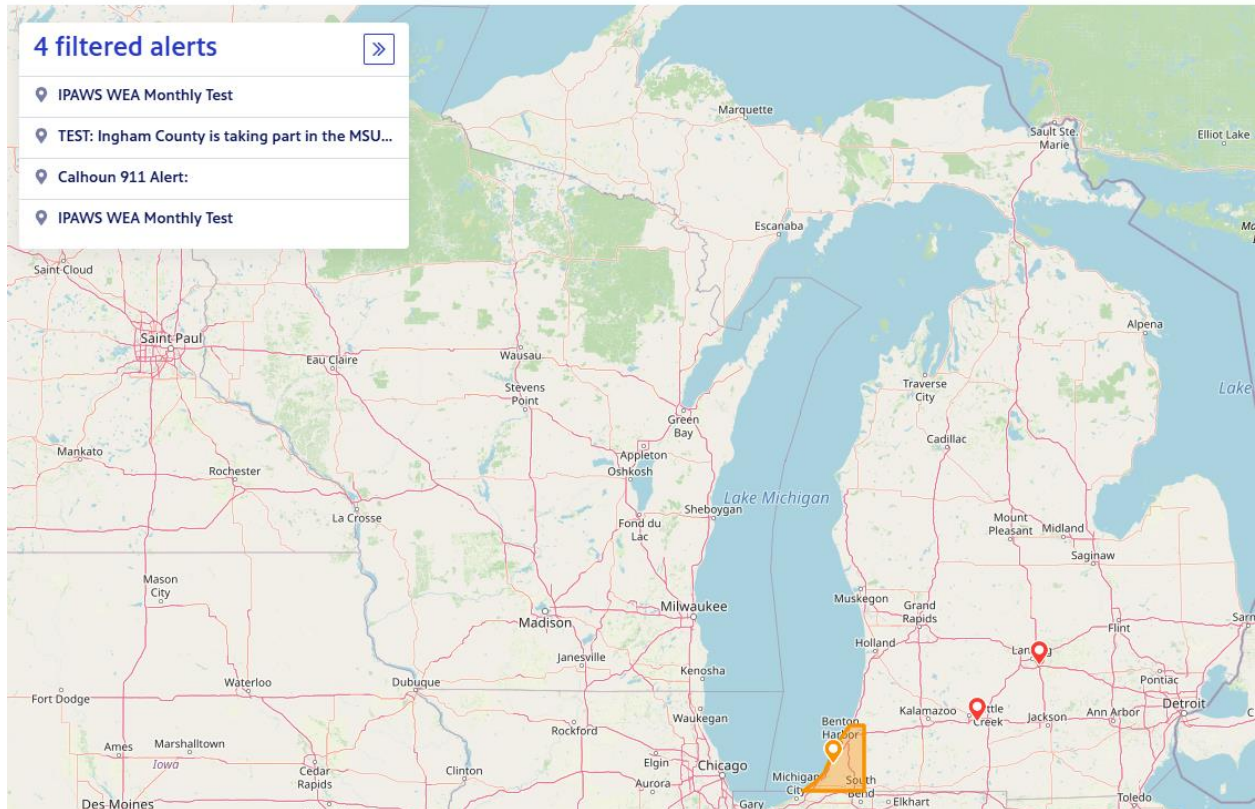 4 filtered alerts
IPAWS WEA Monthly Test
TEST: Ingham County is taking part in the MSU...
Calhoun 911 Alert:
IPAWS WEA Monthly Test
Marquette
Sault Ste.
Marie
Elliot Lake
Escanaba
Saint Cloud
Alpena
Saint Paul
Eau Claire
Wausau
Traverse
City
Lake
Stevens
Point
Green
Bay
Cadillac
Mankato
Appleton
Oshkosh
Rochester
Lake Michigan
La Crosse
Sheboygan
Fond du
Lac
Mount
Pleasant
Midland
Saginaw
Mason
City
Muskegon
Grand
Rapids
Milwaukee
Madison
Flint
Holland
Janesville
Kenosha
Pontiac
Waterloo
Dubuque
Fort Dodge
Waukegan
Kalamazoo
Creek
Jackson
Ann Arbor
Detroit
Rockford
Benton
Harbor
Ames
Marshalltown
Iowa
Cedar
Rapids
Clinton
Elgin
Aurora
Chicago
Michigan
City
South
Bend
Gary
Elkhart
Toledo
Des Moines